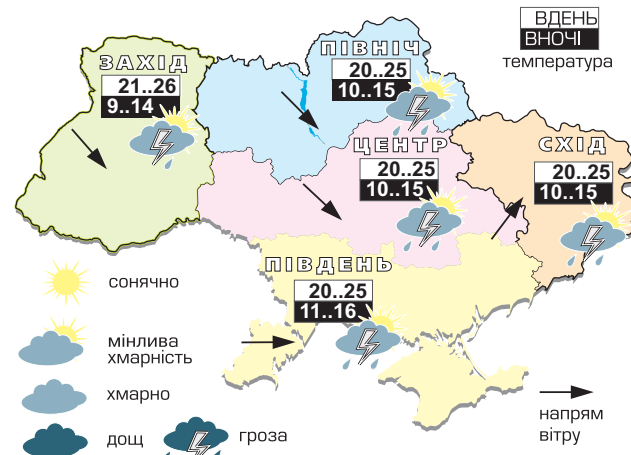 ВДЕНЬ
ВНОЧІ
температура
ЗАХІД
21..26
9..14
ПІВНІЧ
20..25
10..15
ЦЕНТР
20..25
10..15
СХІД
20..25
10..15
ПІВДЕНЬ
20..25
11..16
сонячно
мінлива
хмарність
хмарно
дощ
гроза
напрям
вітру